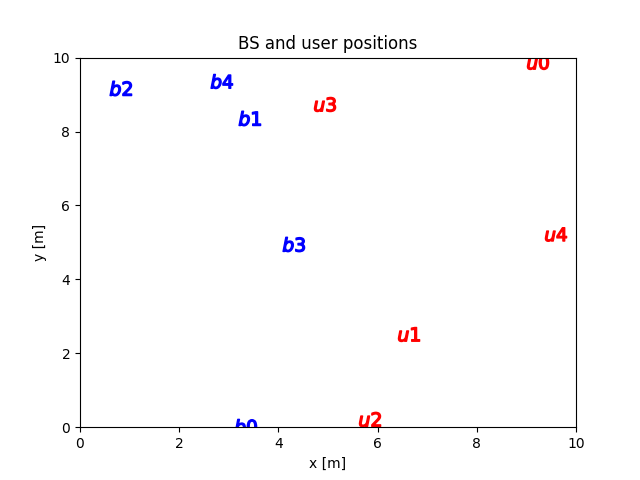 BS and user positions
10
8
6
4
2
0
y [m]
b2
b4
b1
u3
u0
b3
u4
u1
b0
u2
0 2 4 6 8 10
x [m]